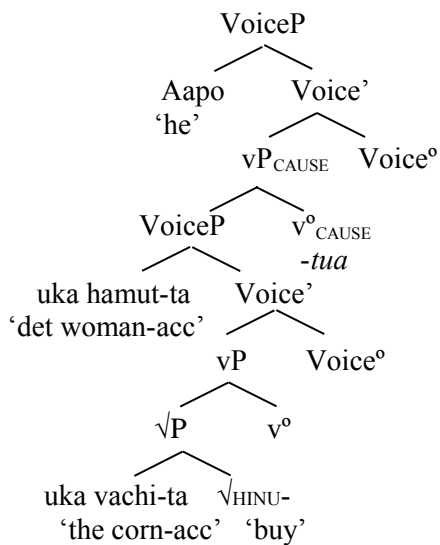 VoiceP
Aapo Voice’
‘he’
vP_CAUSE Voiceº
VoiceP vº_CAUSE
-tua
uka hamut-ta Voice’
‘det woman-acc’
vP Voiceº
√P vº
uka vachi-ta √HINU-
‘the corn-acc’ ‘buy’